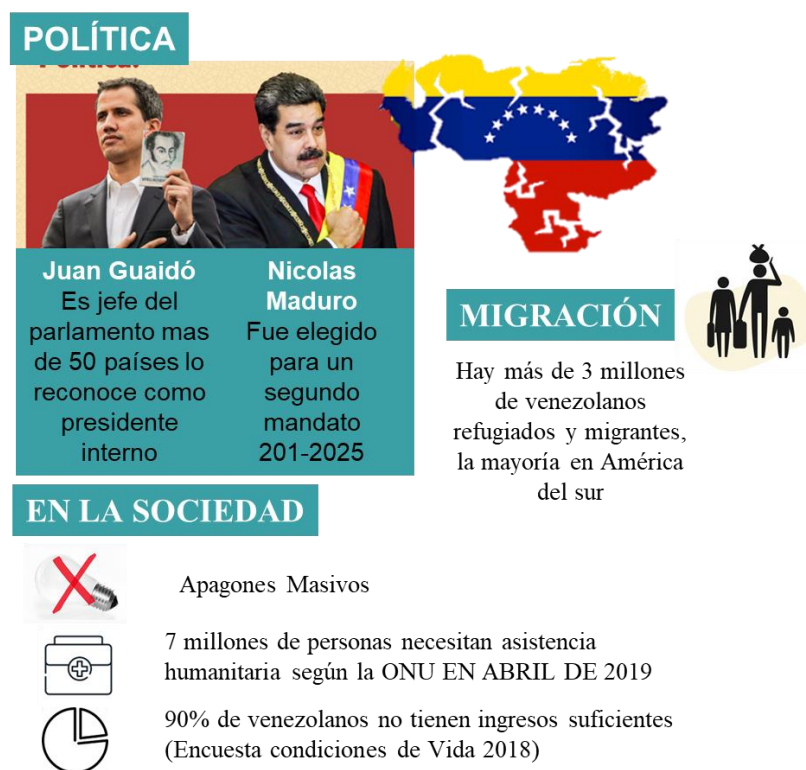 POLÍTICA
Política.
Juan Guaidó
Es jefe del
parlamento mas
de 50 países lo
reconoce como
presidente
interno
Nicolas
Maduro
Fue elegido
para un
segundo
mandato
201-2025
MIGRACIÓN
Hay más de 3 millones
de venezolanos
refugiados y migrantes,
la mayoría en América
del sur
EN LA SOCIEDAD
Apagones Masivos
7 millones de personas necesitan asistencia
humanitaria según la ONU EN ABRIL DE 2019
90% de venezolanos no tienen ingresos suficientes
(Encuesta condiciones de Vida 2018)